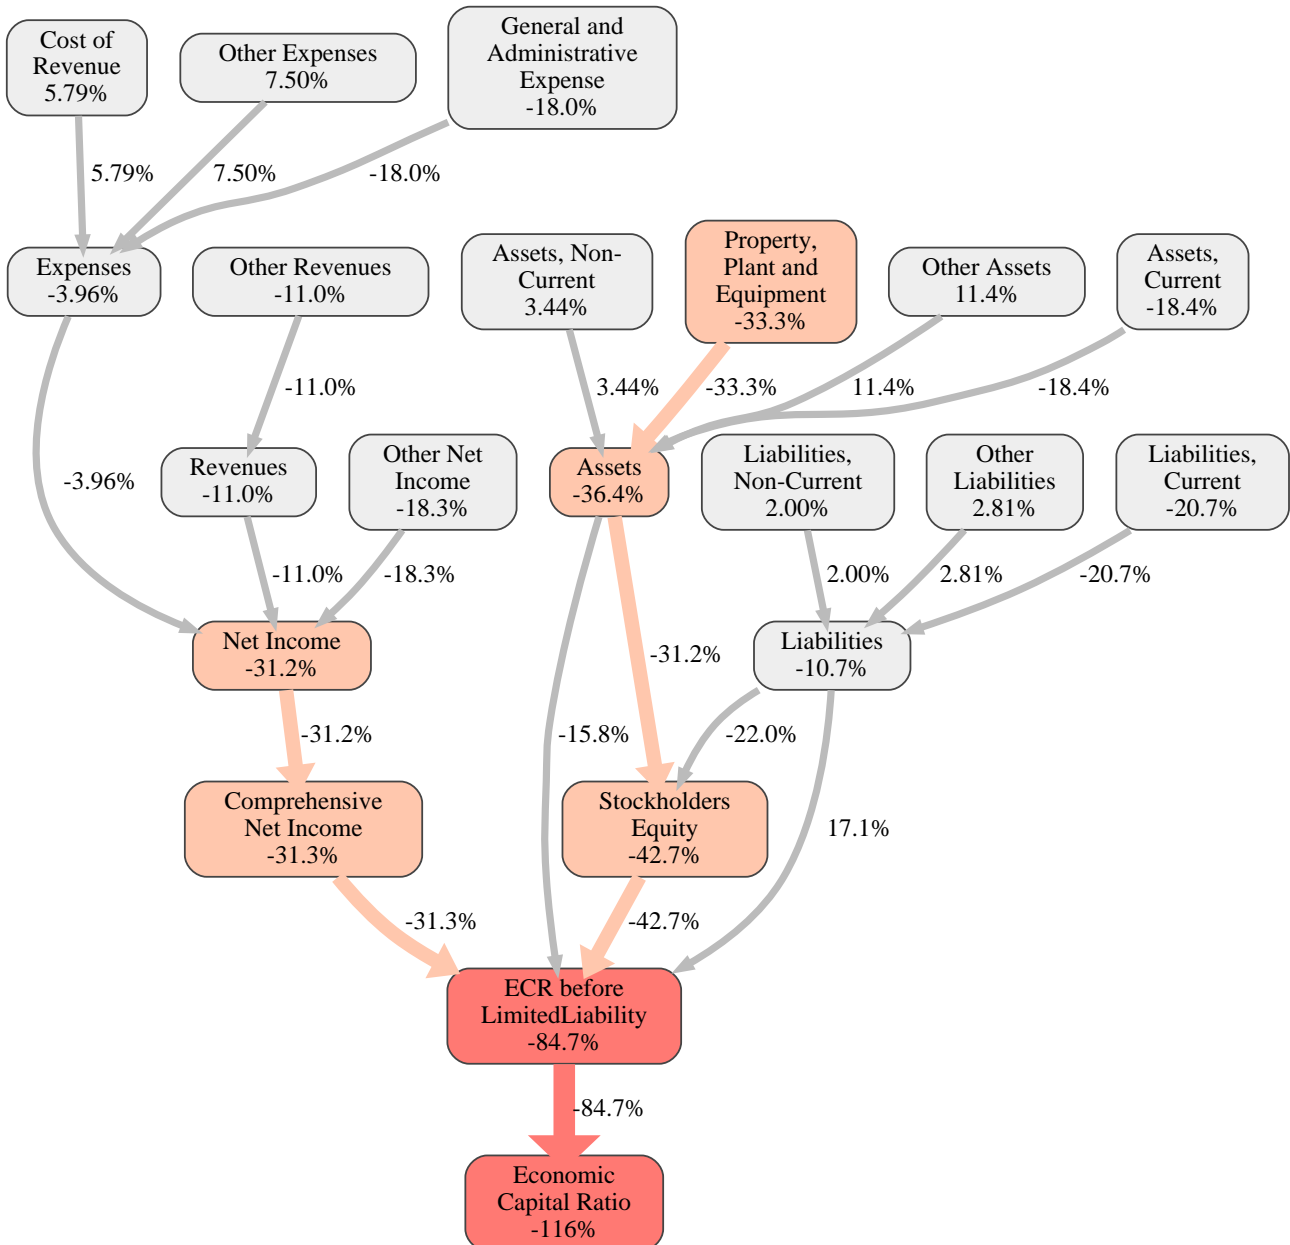 Cost of
Revenue
5.79%
Other Expenses
7.50%
General and
Administrative
Expense
-18.0%
5.79%
7.50%
-18.0%
Expenses
-3.96%
Other Revenues
-11.0%
Assets, Non-
Current
3.44%
Property,
Plant and
Equipment
-33.3%
Other Assets
11.4%
Assets,
Current
-18.4%
-11.0%
3.44%
-33.3%
11.4%
-18.4%
-3.96%
Revenues
-11.0%
Other Net
Income
-18.3%
Assets
-36.4%
Liabilities,
Non-Current
2.00%
Other
Liabilities
2.81%
Liabilities,
Current
-20.7%
-11.0%
-18.3%
2.00%
2.81%
-20.7%
Net Income
-31.2%
-31.2%
Liabilities
-10.7%
-31.2%
-15.8%
-22.0%
17.1%
Comprehensive
Net Income
-31.3%
Stockholders
Equity
-42.7%
-31.3%
-42.7%
ECR before
LimitedLiability
-84.7%
-84.7%
Economic
Capital Ratio
-116%